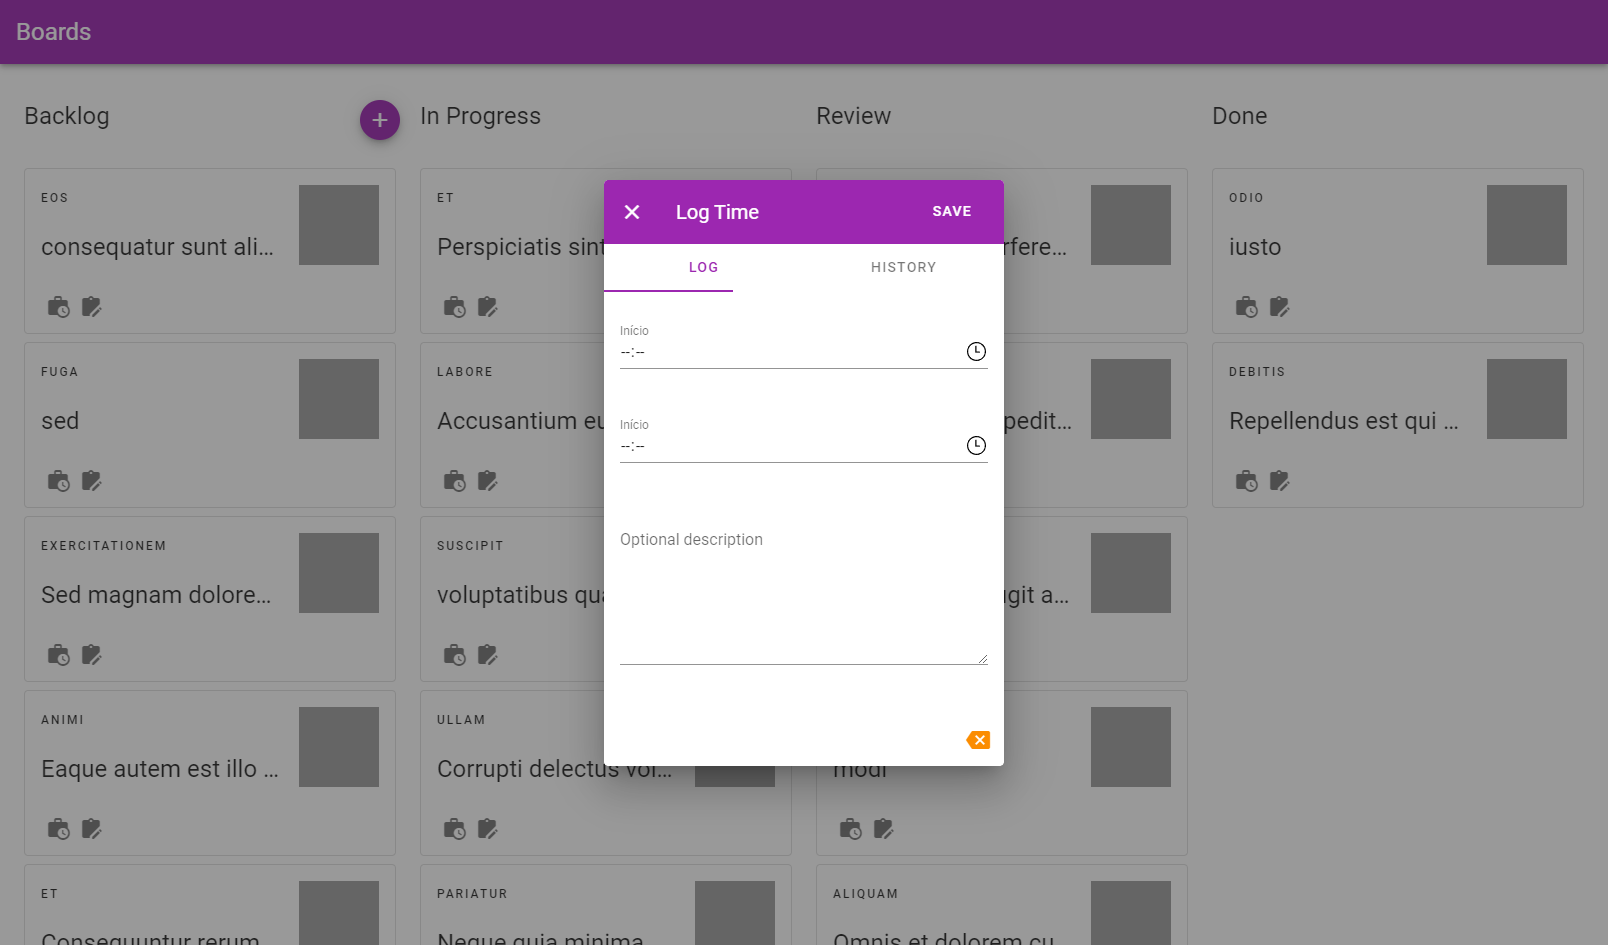 Boards
Backlog
+
In Progress
Review
Done
EOS
consequatur sunt ali...
FUGA
sed
EXERCITATIONEM
Sed magnam dolore...
ANIMI
Eaque autem est illo ...
ET
Consequuntur rerum
ET
Perspiciatis sint
LABORE
Accusantium eu
SUSCIPIT
voluptatibus qua
ULLAM
Corrupti delectus vol...
PARIATUR
Neque quia minima
Log Time
SAVE
LOG
HISTORY
Início
--:--
Início
--:--
Optional description
rfere...
pedit...
ugit a...
modi
ALIQUAM
Omnis et dolorem cu
ODIO
iusto
DEBITIS
Repellendus est qui ...